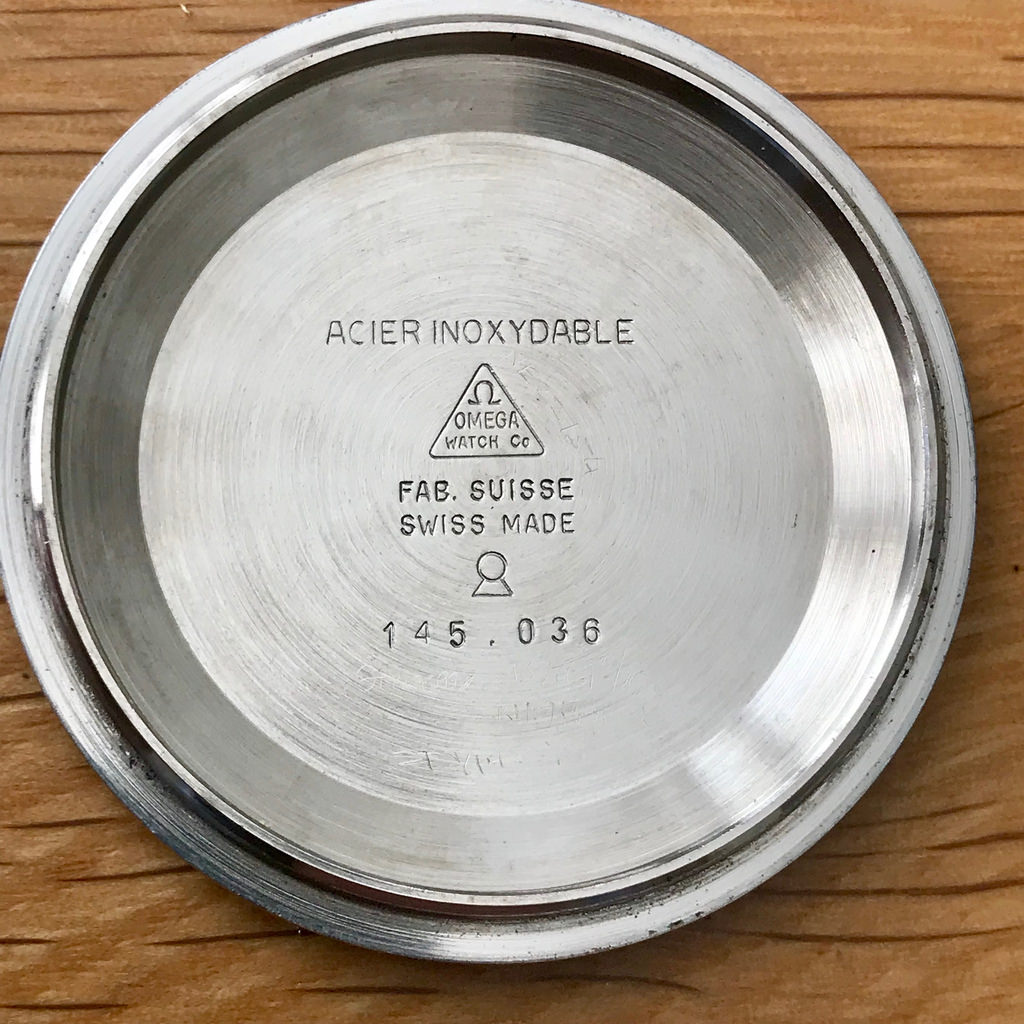 ACIER INOXYDABLE
Ω
OMEGA
WATCH Co
FAB. SUISSE
SWISS MADE
145.036